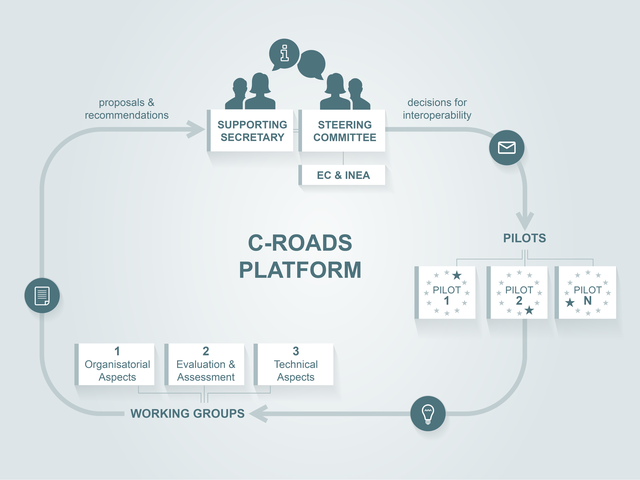 i
proposals &
recommendations
SUPPORTING
SECRETARY
STEERING
COMMITTEE
decisions for
interoperability
EC & INEA
C-ROADS
PLATFORM
PILOTS
PILOT
1
PILOT
2
PILOT
N
1
Organisatorial
Aspects
2
Evaluation &
Assessment
3
Technical
Aspects
WORKING GROUPS